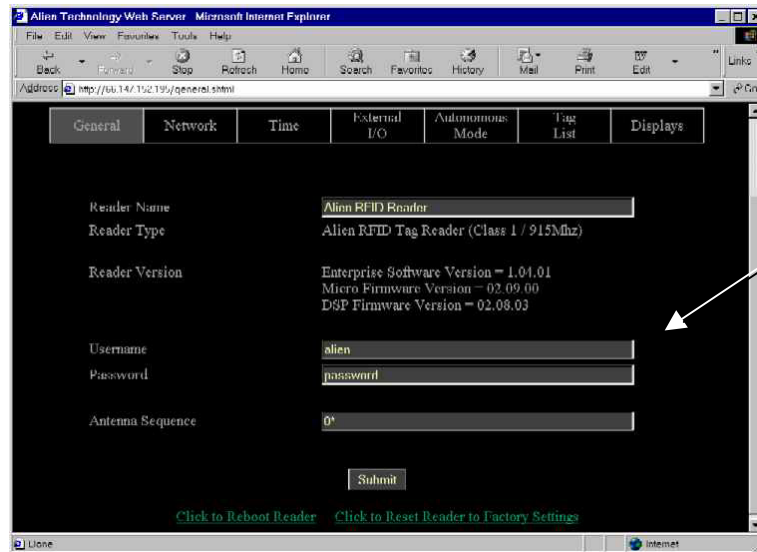 Alien Technology Web Server Microsoft Internet Explorer
File Edit View Favorites Tools Help
Back Forward Stop Refresh Home Search Favorites History Mail Print Edit " Links
Address http://66.147.152.195/general.shtml Go
General Network Time External I/O Autonomous Mode Tag List Displays
Reader Name Alien RFID Reader
Reader Type Alien RFID Tag Reader (Class 1 / 915Mhz)
Reader Version Enterprise Software Version = 1.04.01
Micro Firmware Version = 02.09.00
DSP Firmware Version = 02.08.03
Username alien
Password password
Antenna Sequence 0*
Submit
Click to Reboot Reader Click to Reset Reader to Factory Settings
Done Internet